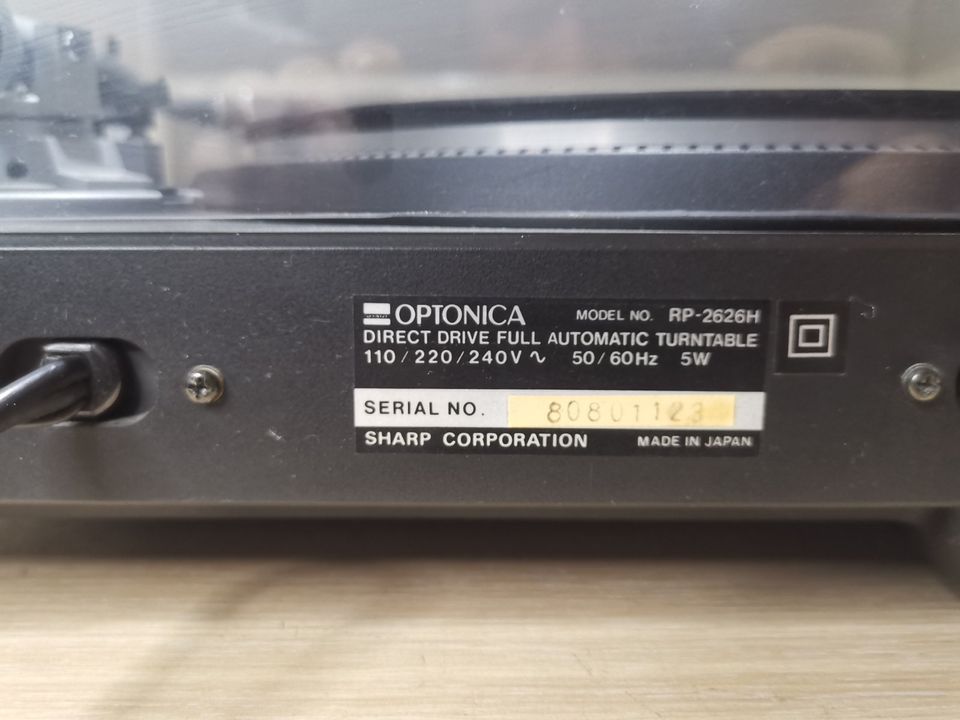 OPTONICA MODEL NO. RP-2626H
DIRECT DRIVE FULL AUTOMATIC TURNTABLE
110/220/240V ∿ 50/60Hz 5W
SERIAL NO. 80801123
SHARP CORPORATION MADE IN JAPAN